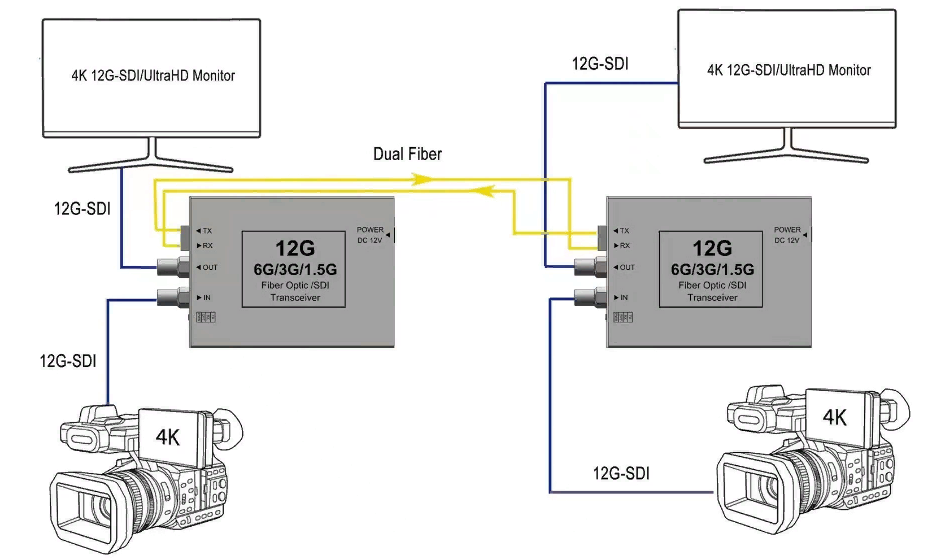 4K 12G-SDI/UltraHD Monitor
12G-SDI
4K 12G-SDI/UltraHD Monitor
Dual Fiber
12G-SDI
◄ TX
► RX
◄ OUT
► IN
12G
6G/3G/1.5G
Fiber Optic /SDI
Transceiver
POWER
DC 12V
◄ TX
► RX
◄ OUT
► IN
12G
6G/3G/1.5G
Fiber Optic /SDI
Transceiver
POWER
DC 12V
12G-SDI
4K
4K
12G-SDI